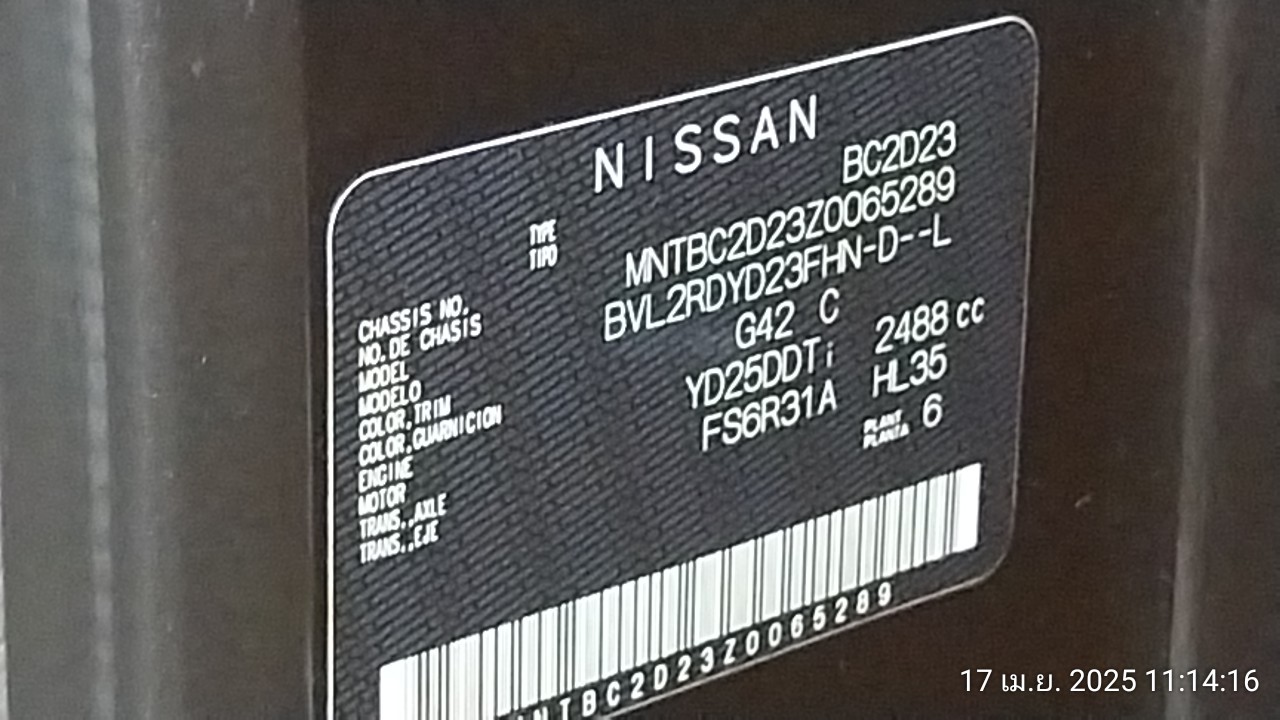 NISSAN
TYPE BC2D23
TIPO
CHASSIS NO. MNTBC2D23Z0065289
NO. DE CHASIS
MODEL BVL2RDYD23FHN-D--L
MODELO
COLOR,TRIM G42 C
COLOR,GUARNICION
ENGINE YD25DDTi 2488 cc
MOTOR
TRANS.,AXLE FS6R31A HL35
TRANS.,EJE
PLANT 6
PLANTA
NTBC2D23Z0065289
17 เม.ย. 2025 11:14:16